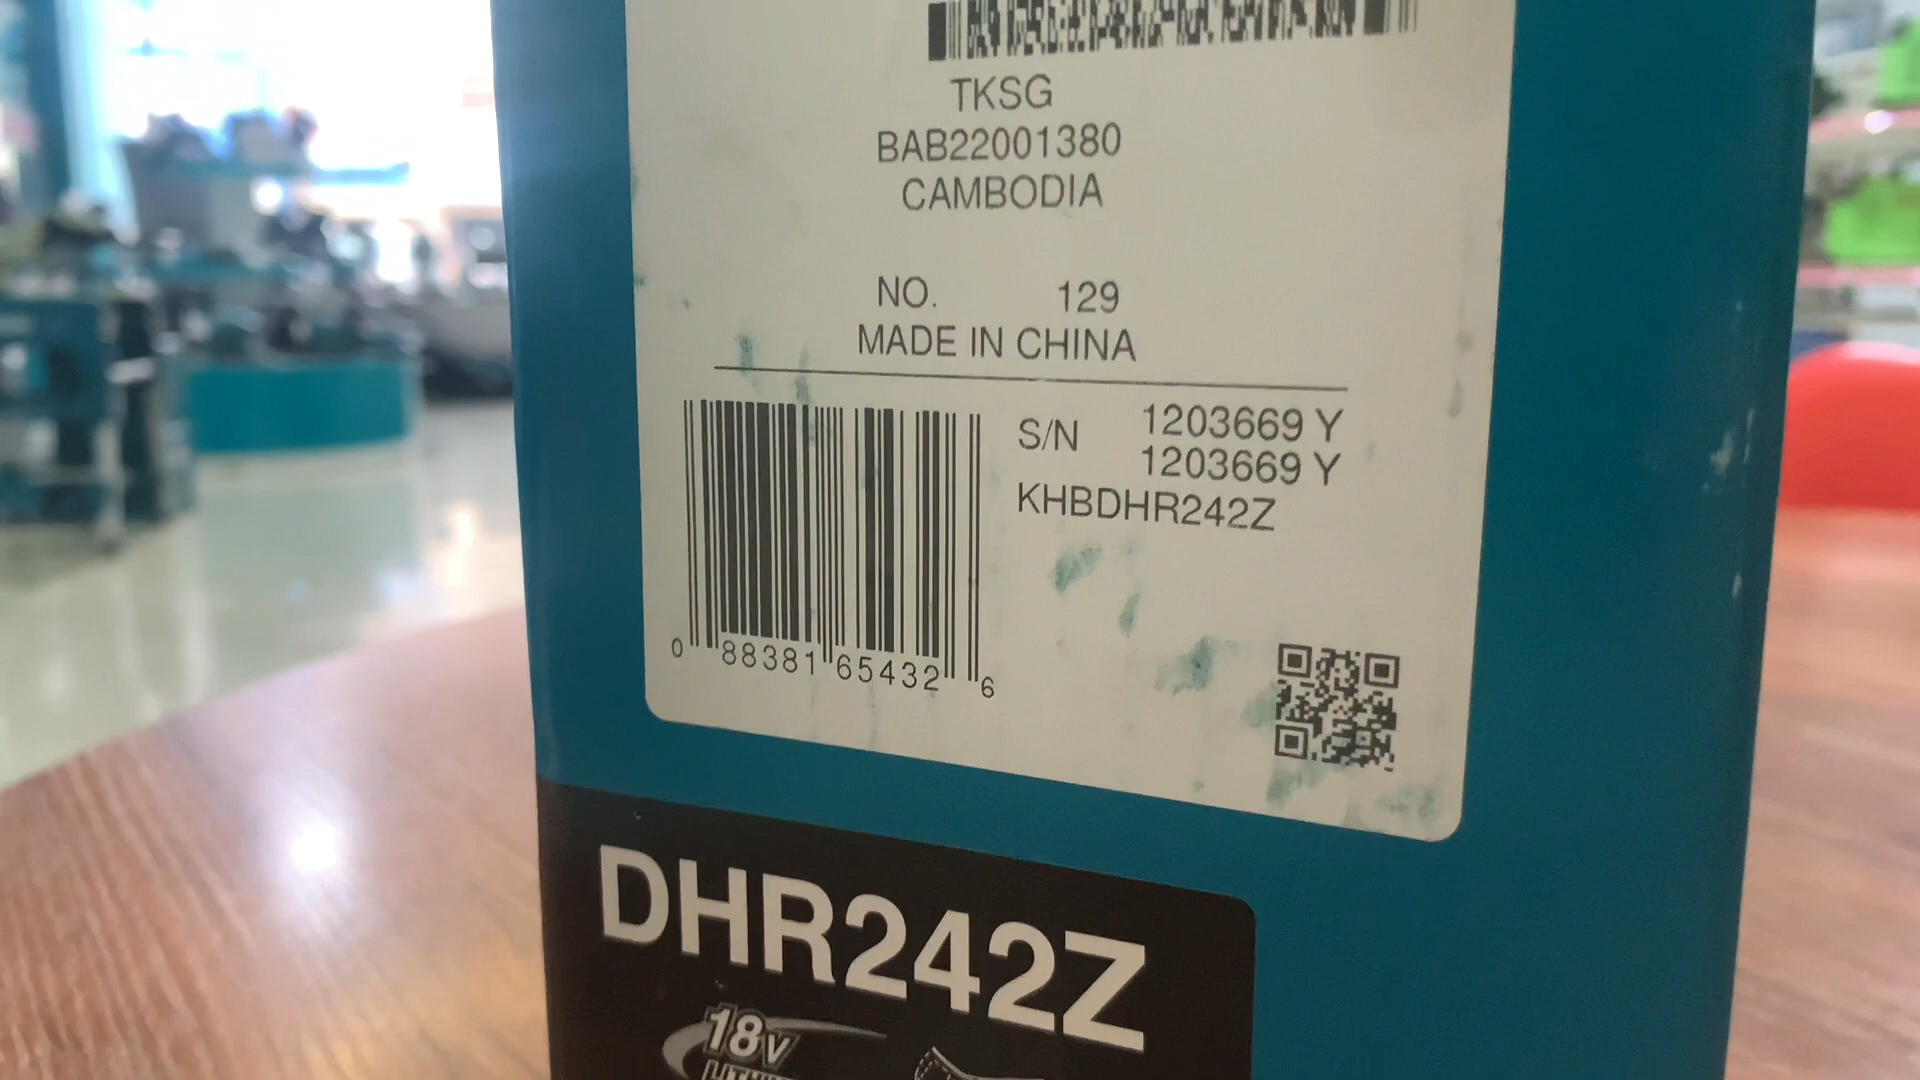 TKSG
BAB22001380
CAMBODIA
NO. 129
MADE IN CHINA
S/N 1203669 Y
1203669 Y
KHBDHR242Z
0 88381 65432 6
DHR242Z
18V